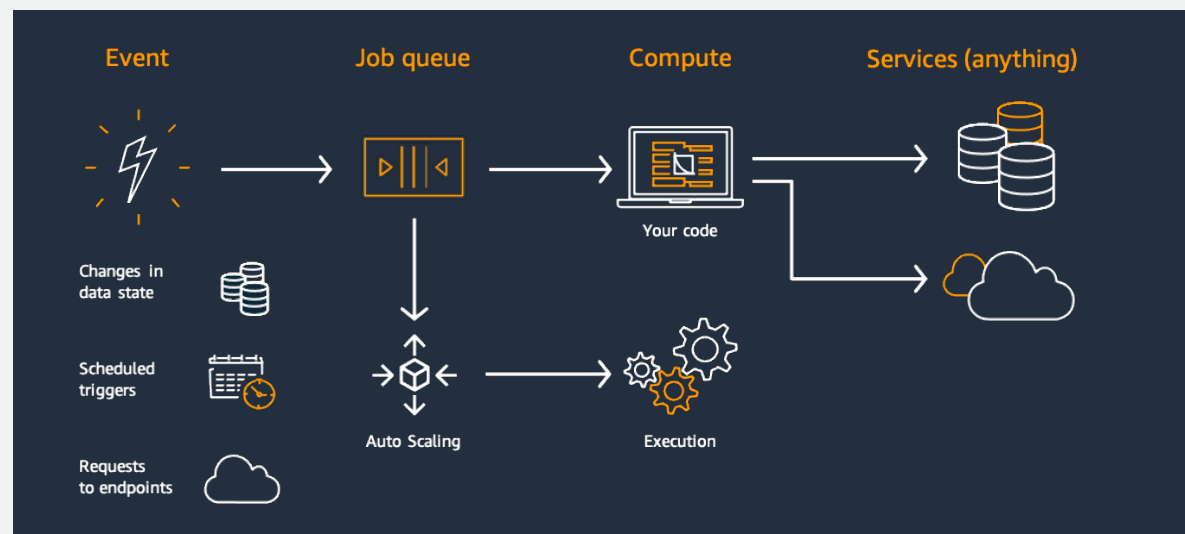 Event
Job queue
Compute
Services (anything)
Your code
Changes in
data state
Scheduled
triggers
Auto Scaling
Execution
Requests
to endpoints